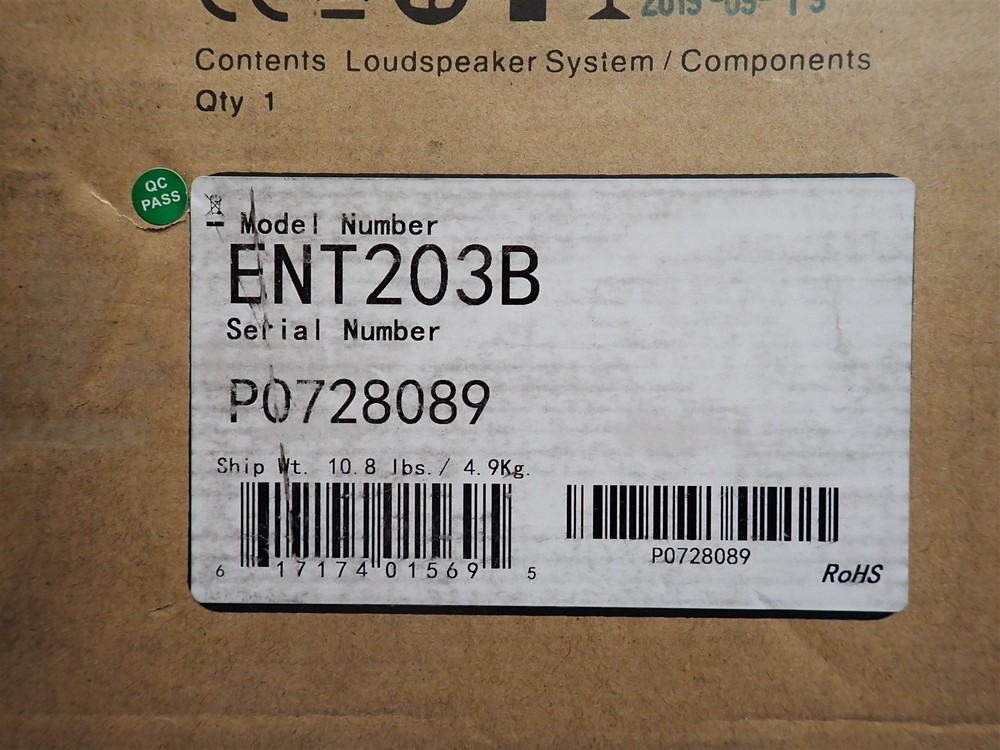 Contents Loudspeaker System / Components
Qty 1
QC
PASS
Model Number
ENT203B
Serial Number
P0728089
Ship Wt. 10.8 lbs./ 4.9Kg.
6 17174 01569 5
P0728089
RoHS